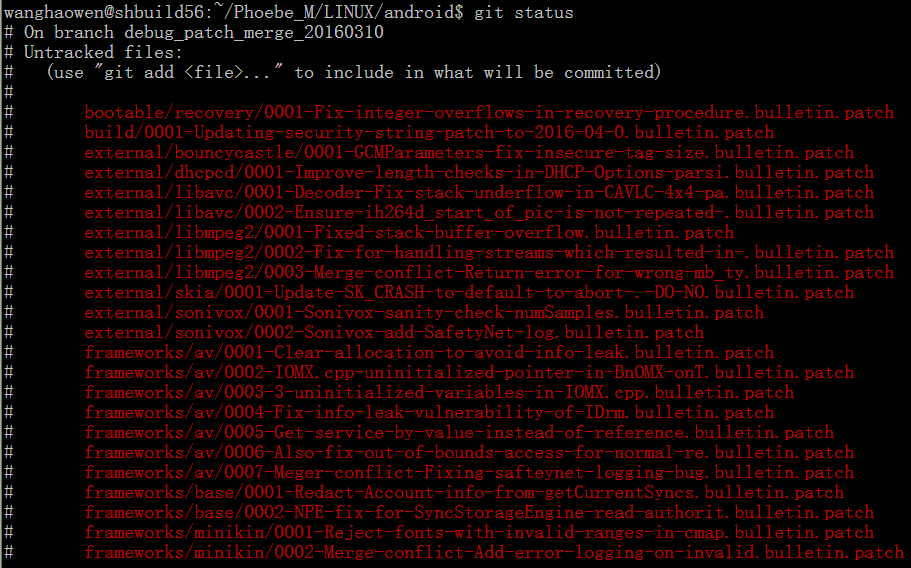 wanghaowen@shbuild56:~/Phoebe_M/LINUX/android$ git status
# On branch debug_patch_merge_20160310
# Untracked files:
#   (use "git add <file>..." to include in what will be committed)
#
#       bootable/recovery/0001-Fix-integer-overflows-in-recovery-procedure.bulletin.patch
#       build/0001-Updating-security-string-patch-to-2016-04-0.bulletin.patch
#       external/bouncycastle/0001-GCMParameters-fix-insecure-tag-size.bulletin.patch
#       external/dhcpcd/0001-Improve-length-checks-in-DHCP-Options-parsi.bulletin.patch
#       external/libavc/0001-Decoder-Fix-stack-underflow-in-CAVLC-4x4-pa.bulletin.patch
#       external/libavc/0002-Ensure-ih264d_start_of_pic-is-not-repeated-.bulletin.patch
#       external/libmpeg2/0001-Fixed-stack-buffer-overflow.bulletin.patch
#       external/libmpeg2/0002-Fix-for-handling-streams-which-resulted-in-.bulletin.patch
#       external/libmpeg2/0003-Merge-conflict-Return-error-for-wrong-mb_ty.bulletin.patch
#       external/skia/0001-Update-SK_CRASH-to-default-to-abort-.-DO-NO.bulletin.patch
#       external/sonivox/0001-Sonivox-sanity-check-numSamples.bulletin.patch
#       external/sonivox/0002-Sonivox-add-SafetyNet-log.bulletin.patch
#       frameworks/av/0001-Clear-allocation-to-avoid-info-leak.bulletin.patch
#       frameworks/av/0002-IOMX.cpp-uninitialized-pointer-in-BnOMX-onT.bulletin.patch
#       frameworks/av/0003-3-uninitialized-variables-in-IOMX.cpp.bulletin.patch
#       frameworks/av/0004-Fix-info-leak-vulnerability-of-IDrm.bulletin.patch
#       frameworks/av/0005-Get-service-by-value-instead-of-reference.bulletin.patch
#       frameworks/av/0006-Also-fix-out-of-bounds-access-for-normal-re.bulletin.patch
#       frameworks/av/0007-Meger-conflict-Fixing-safteynet-logging-bug.bulletin.patch
#       frameworks/base/0001-Redact-Account-info-from-getCurrentSyncs.bulletin.patch
#       frameworks/base/0002-NPE-fix-for-SyncStorageEngine-read-authorit.bulletin.patch
#       frameworks/minikin/0001-Reject-fonts-with-invalid-ranges-in-cmap.bulletin.patch
#       frameworks/minikin/0002-Merge-conflict-Add-error-logging-on-invalid.bulletin.patch